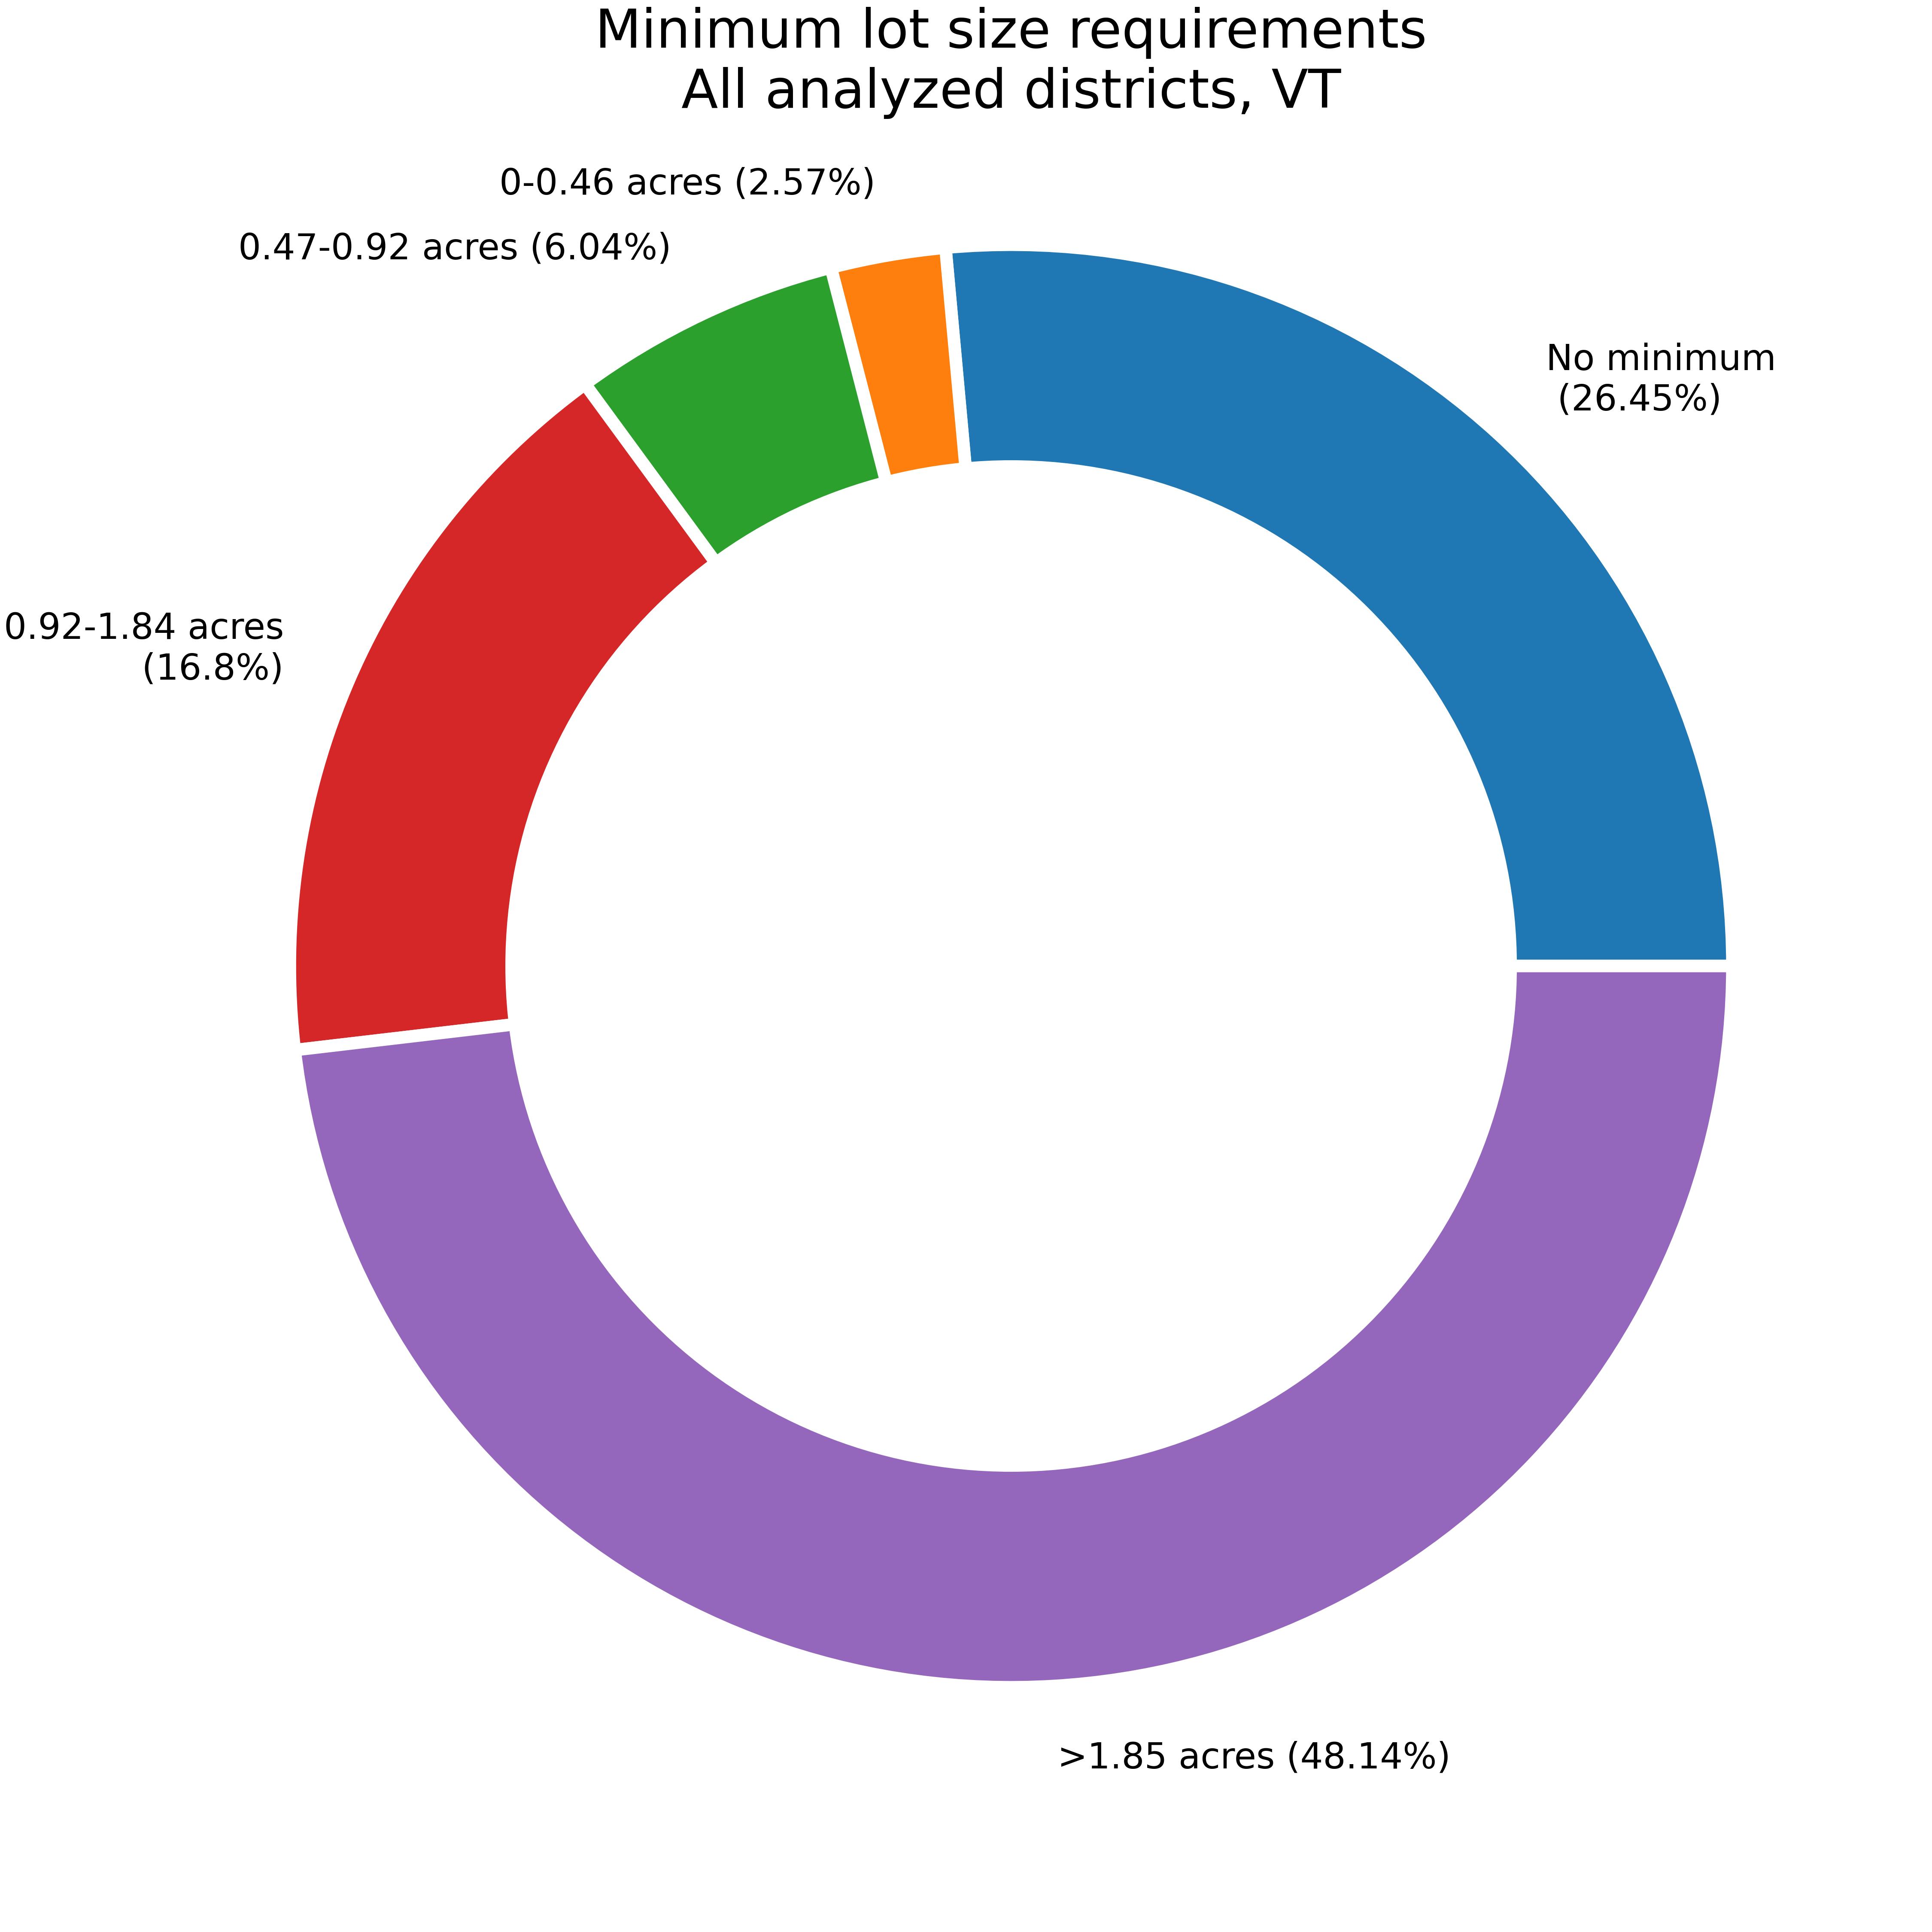 Minimum lot size requirements
All analyzed districts, VT
0-0.46 acres (2.57%)
0.47-0.92 acres (6.04%)
No minimum
(26.45%)
0.92-1.84 acres
(16.8%)
>1.85 acres (48.14%)